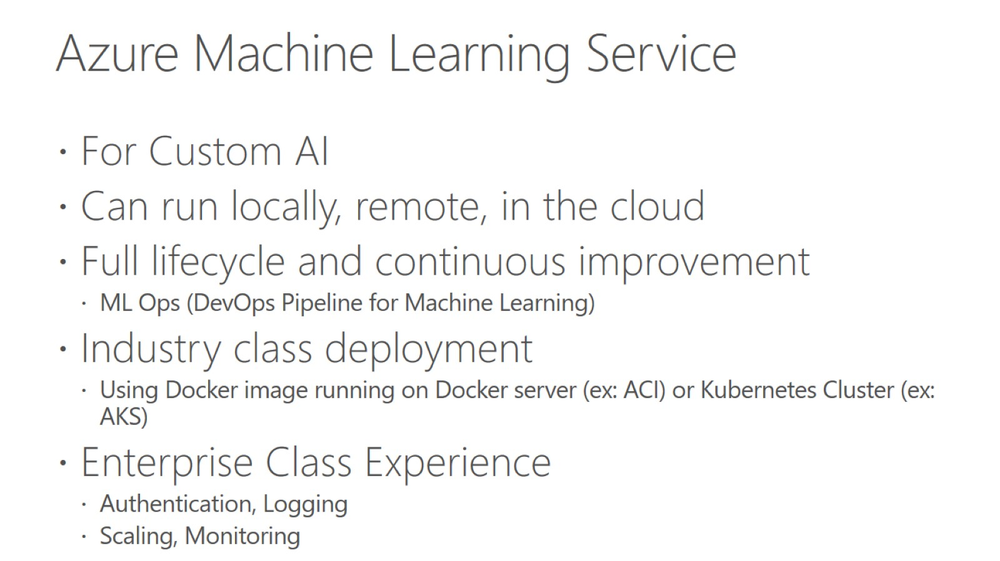 Azure Machine Learning Service
· For Custom AI
· Can run locally, remote, in the cloud
· Full lifecycle and continuous improvement
· ML Ops (DevOps Pipeline for Machine Learning)
· Industry class deployment
· Using Docker image running on Docker server (ex: ACI) or Kubernetes Cluster (ex:
AKS)
· Enterprise Class Experience
· Authentication, Logging
· Scaling, Monitoring